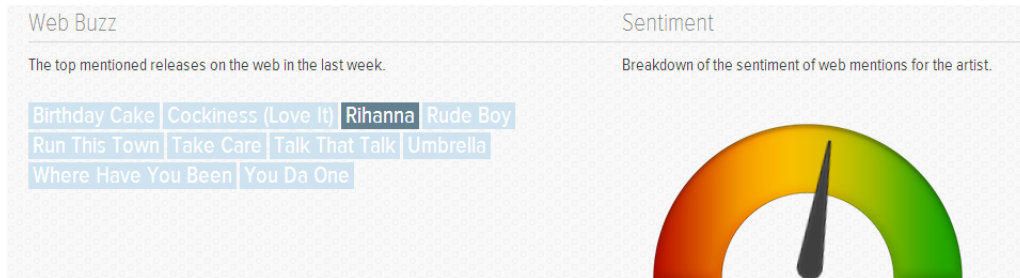 Web Buzz
The top mentioned releases on the web in the last week.
Birthday Cake Cockiness (Love It) Rihanna Rude Boy
Run This Town Take Care Talk That Talk Umbrella
Where Have You Been You Da One
Sentiment
Breakdown of the sentiment of web mentions for the artist.